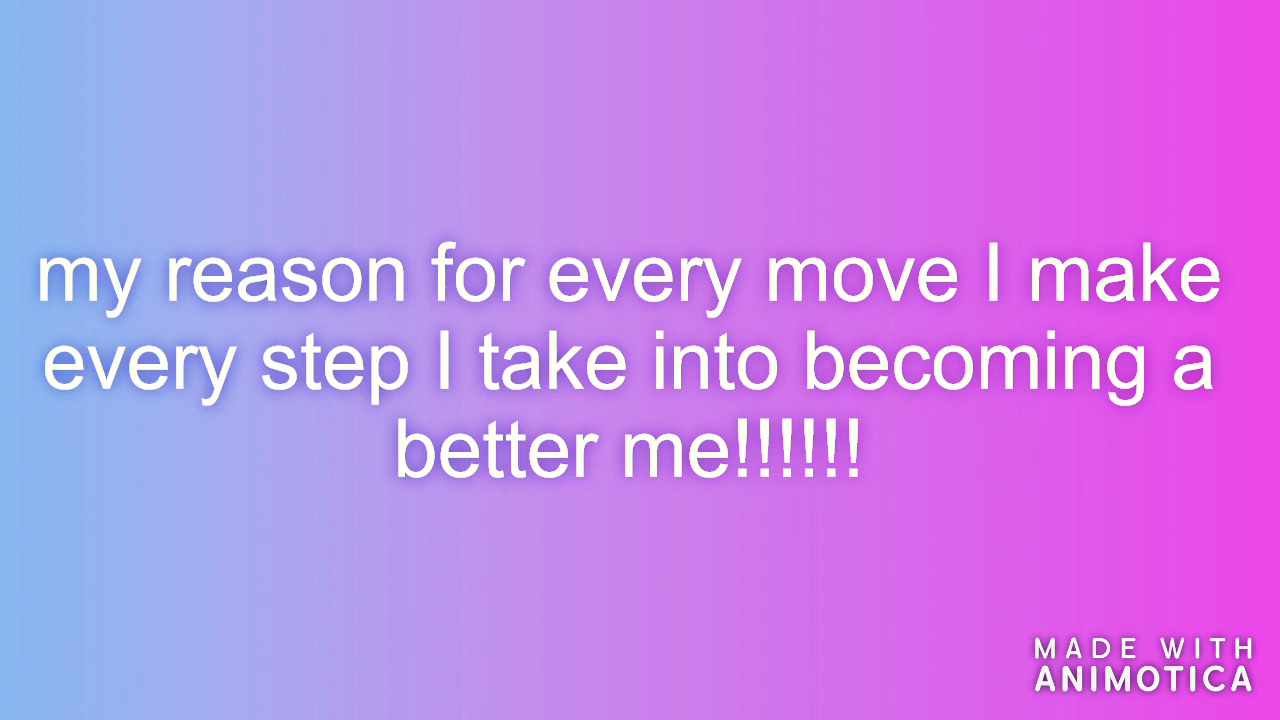 my reason for every move I make
every step I take into becoming a
better me!!!!!!
MADE WITH
ANIMOTICA